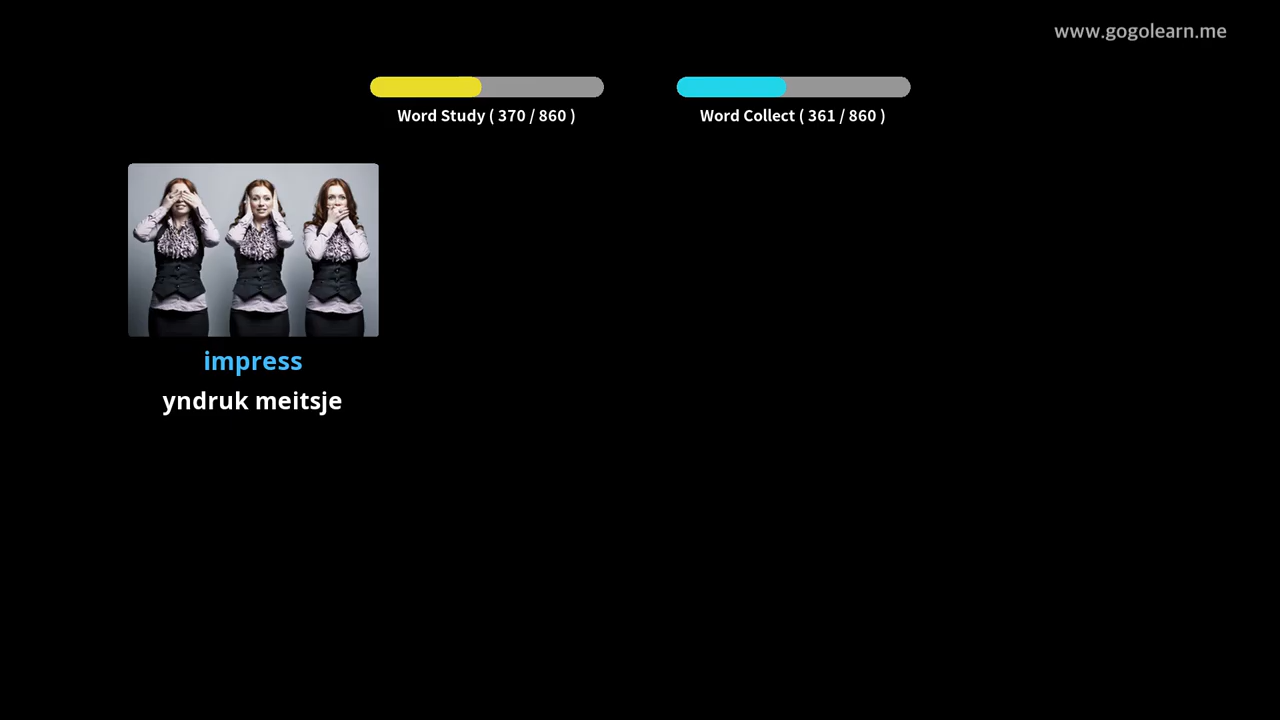 www.gogolearn.me
Word Study ( 370 / 860 )
Word Collect ( 361 / 860 )
impress
yndruk meitsje